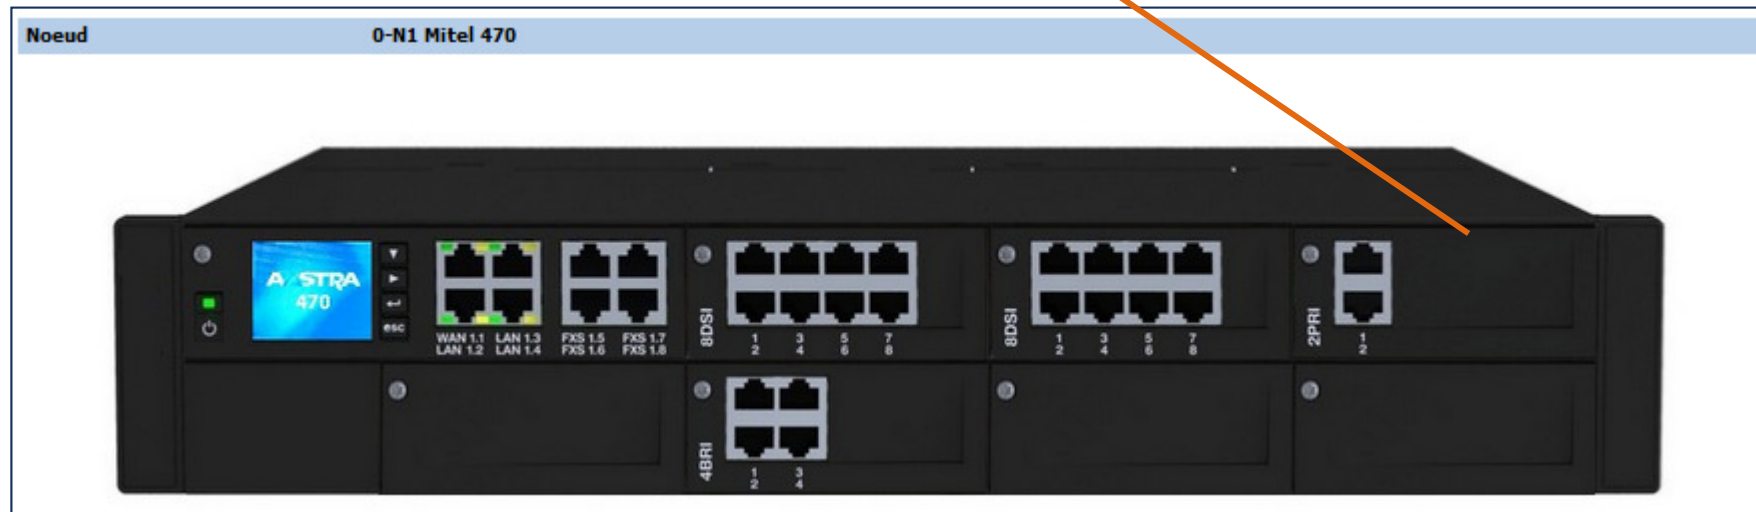 Noeud 0-N1 Mitel 470
A STRA
470
esc
WAN 1.1 LAN 1.3 FXS 1.5 FXS 1.7
LAN 1.2 LAN 1.4 FXS 1.6 FXS 1.8
8DSI
1 3 5 7
2 4 6 8
8DSI
1 3 5 7
2 4 6 8
2PRI
1
2
4BRI
1 3
2 4